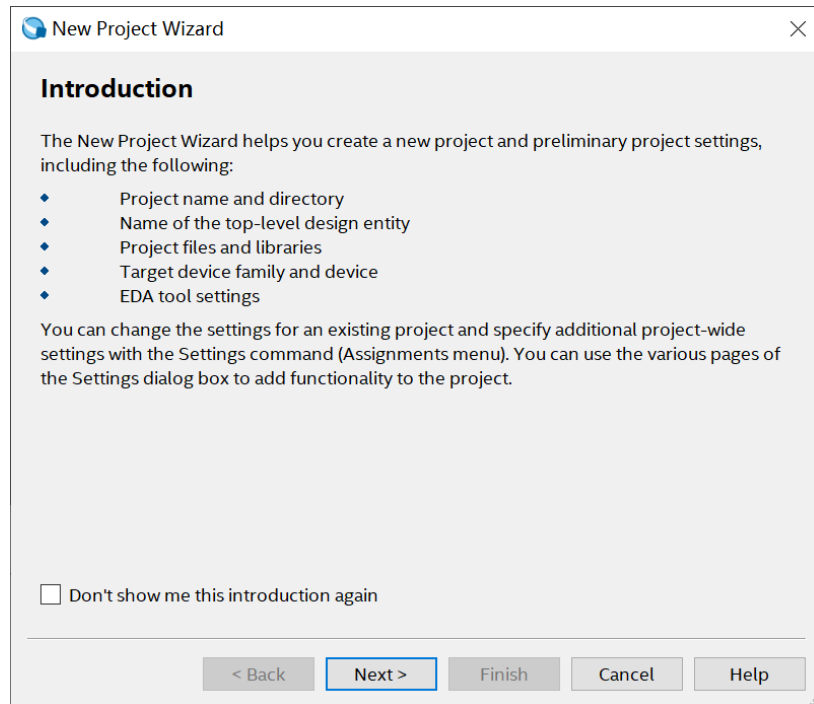 New Project Wizard
Introduction
The New Project Wizard helps you create a new project and preliminary project settings,
including the following:
Project name and directory
Name of the top-level design entity
Project files and libraries
Target device family and device
EDA tool settings
You can change the settings for an existing project and specify additional project-wide
settings with the Settings command (Assignments menu). You can use the various pages of
the Settings dialog box to add functionality to the project.
Don't show me this introduction again
< Back Next > Finish Cancel Help